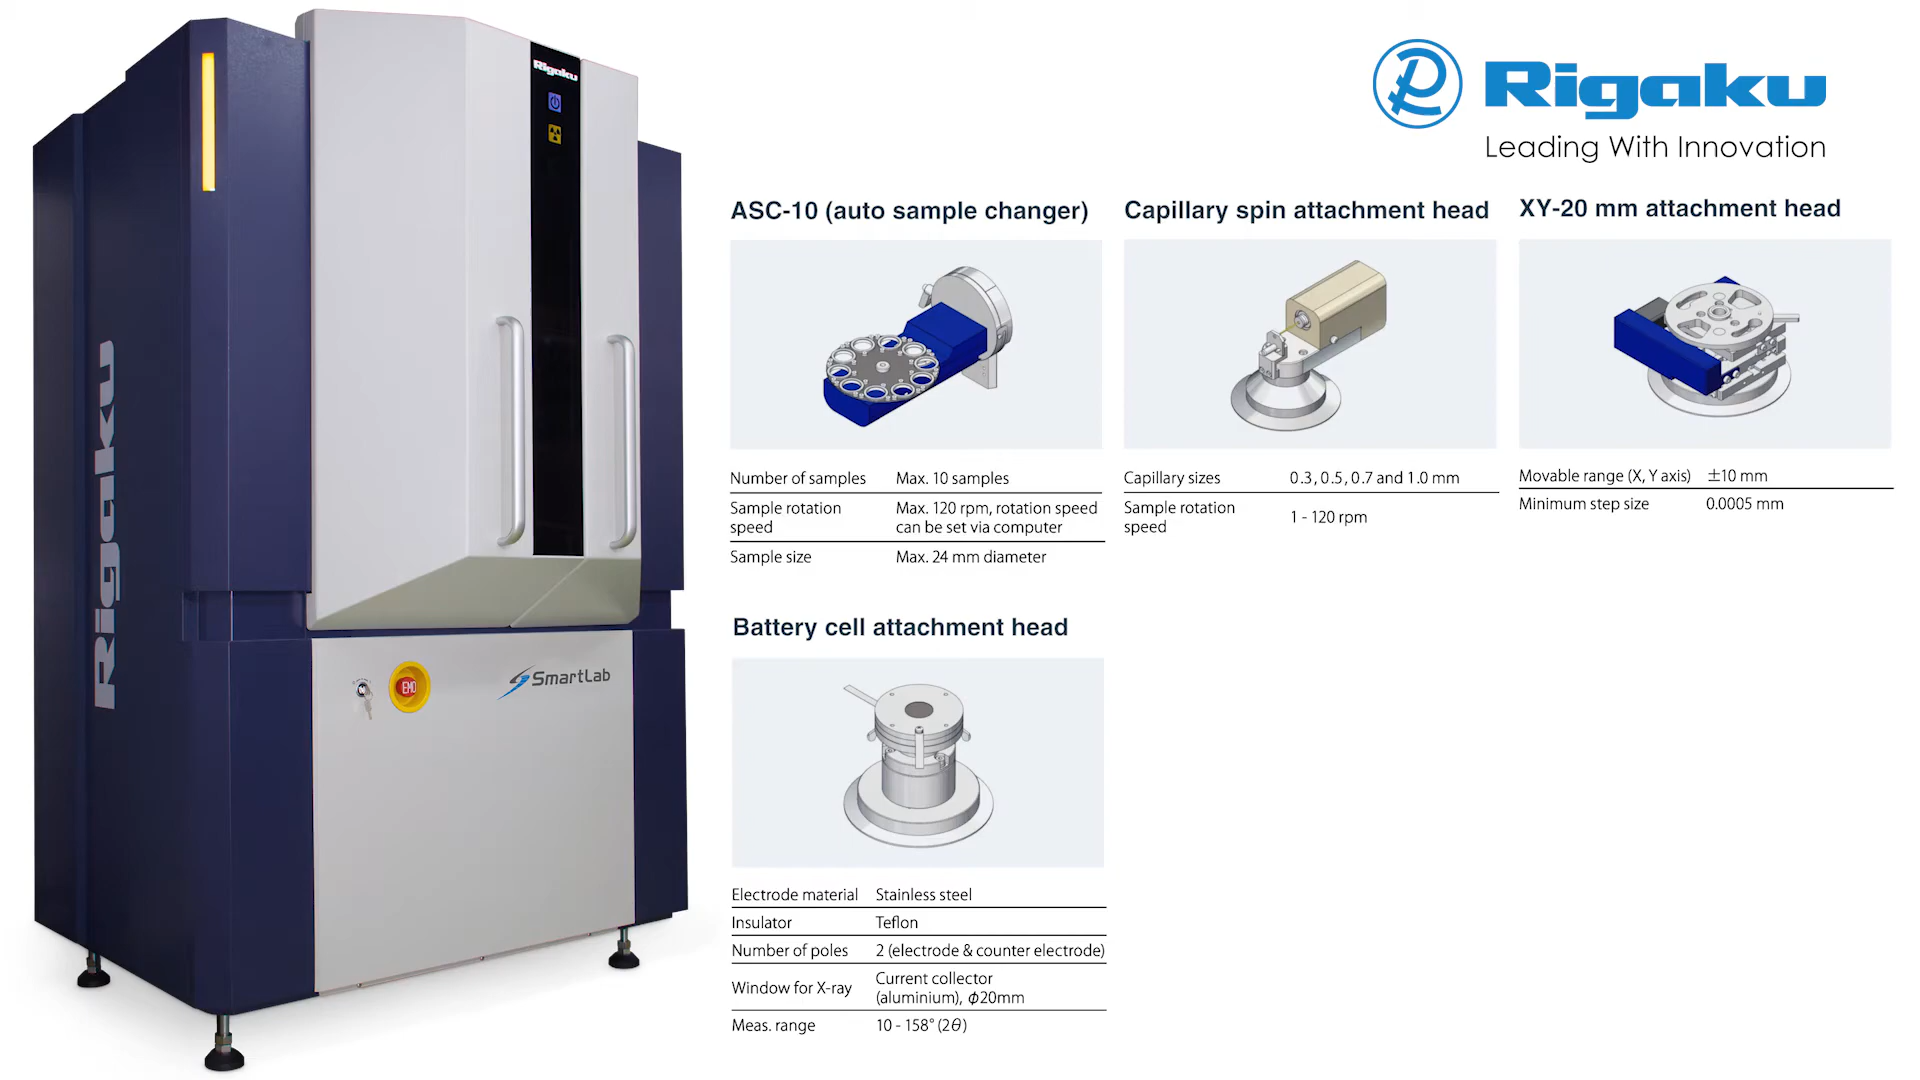 Rigaku
Rigaku
EMO
SmartLab
Rigaku
Leading With Innovation
ASC-10 (auto sample changer)
Number of samples Max. 10 samples
Sample rotation speed Max. 120 rpm, rotation speed can be set via computer
Sample size Max. 24 mm diameter
Capillary spin attachment head
Capillary sizes 0.3, 0.5, 0.7 and 1.0 mm
Sample rotation speed 1 - 120 rpm
XY-20 mm attachment head
Movable range (X, Y axis) ±10 mm
Minimum step size 0.0005 mm
Battery cell attachment head
Electrode material Stainless steel
Insulator Teflon
Number of poles 2 (electrode & counter electrode)
Window for X-ray Current collector (aluminium), ϕ20mm
Meas. range 10 - 158° (2θ)